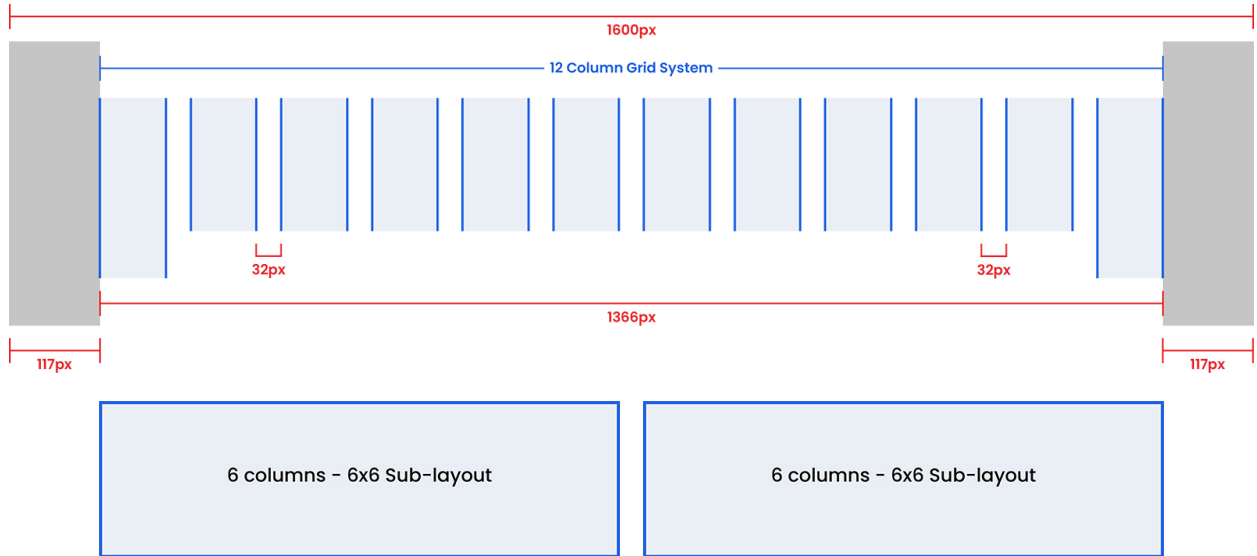 1600px
12 Column Grid System
32px
32px
1366px
117px
117px
6 columns - 6x6 Sub-layout
6 columns - 6x6 Sub-layout